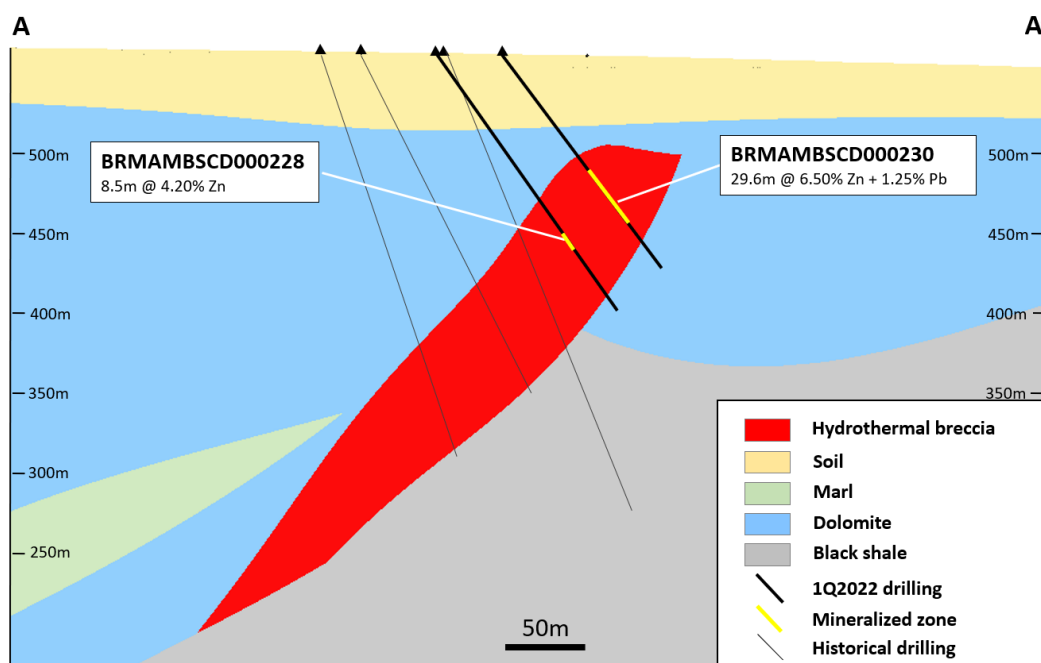 A
A
500m
450m
400m
350m
300m
250m
BRMAMBSCD000228
8.5m @ 4.20% Zn
BRMAMBSCD000230
29.6m @ 6.50% Zn + 1.25% Pb
500m
450m
400m
350m
50m
Hydrothermal breccia
Soil
Marl
Dolomite
Black shale
1Q2022 drilling
Mineralized zone
Historical drilling